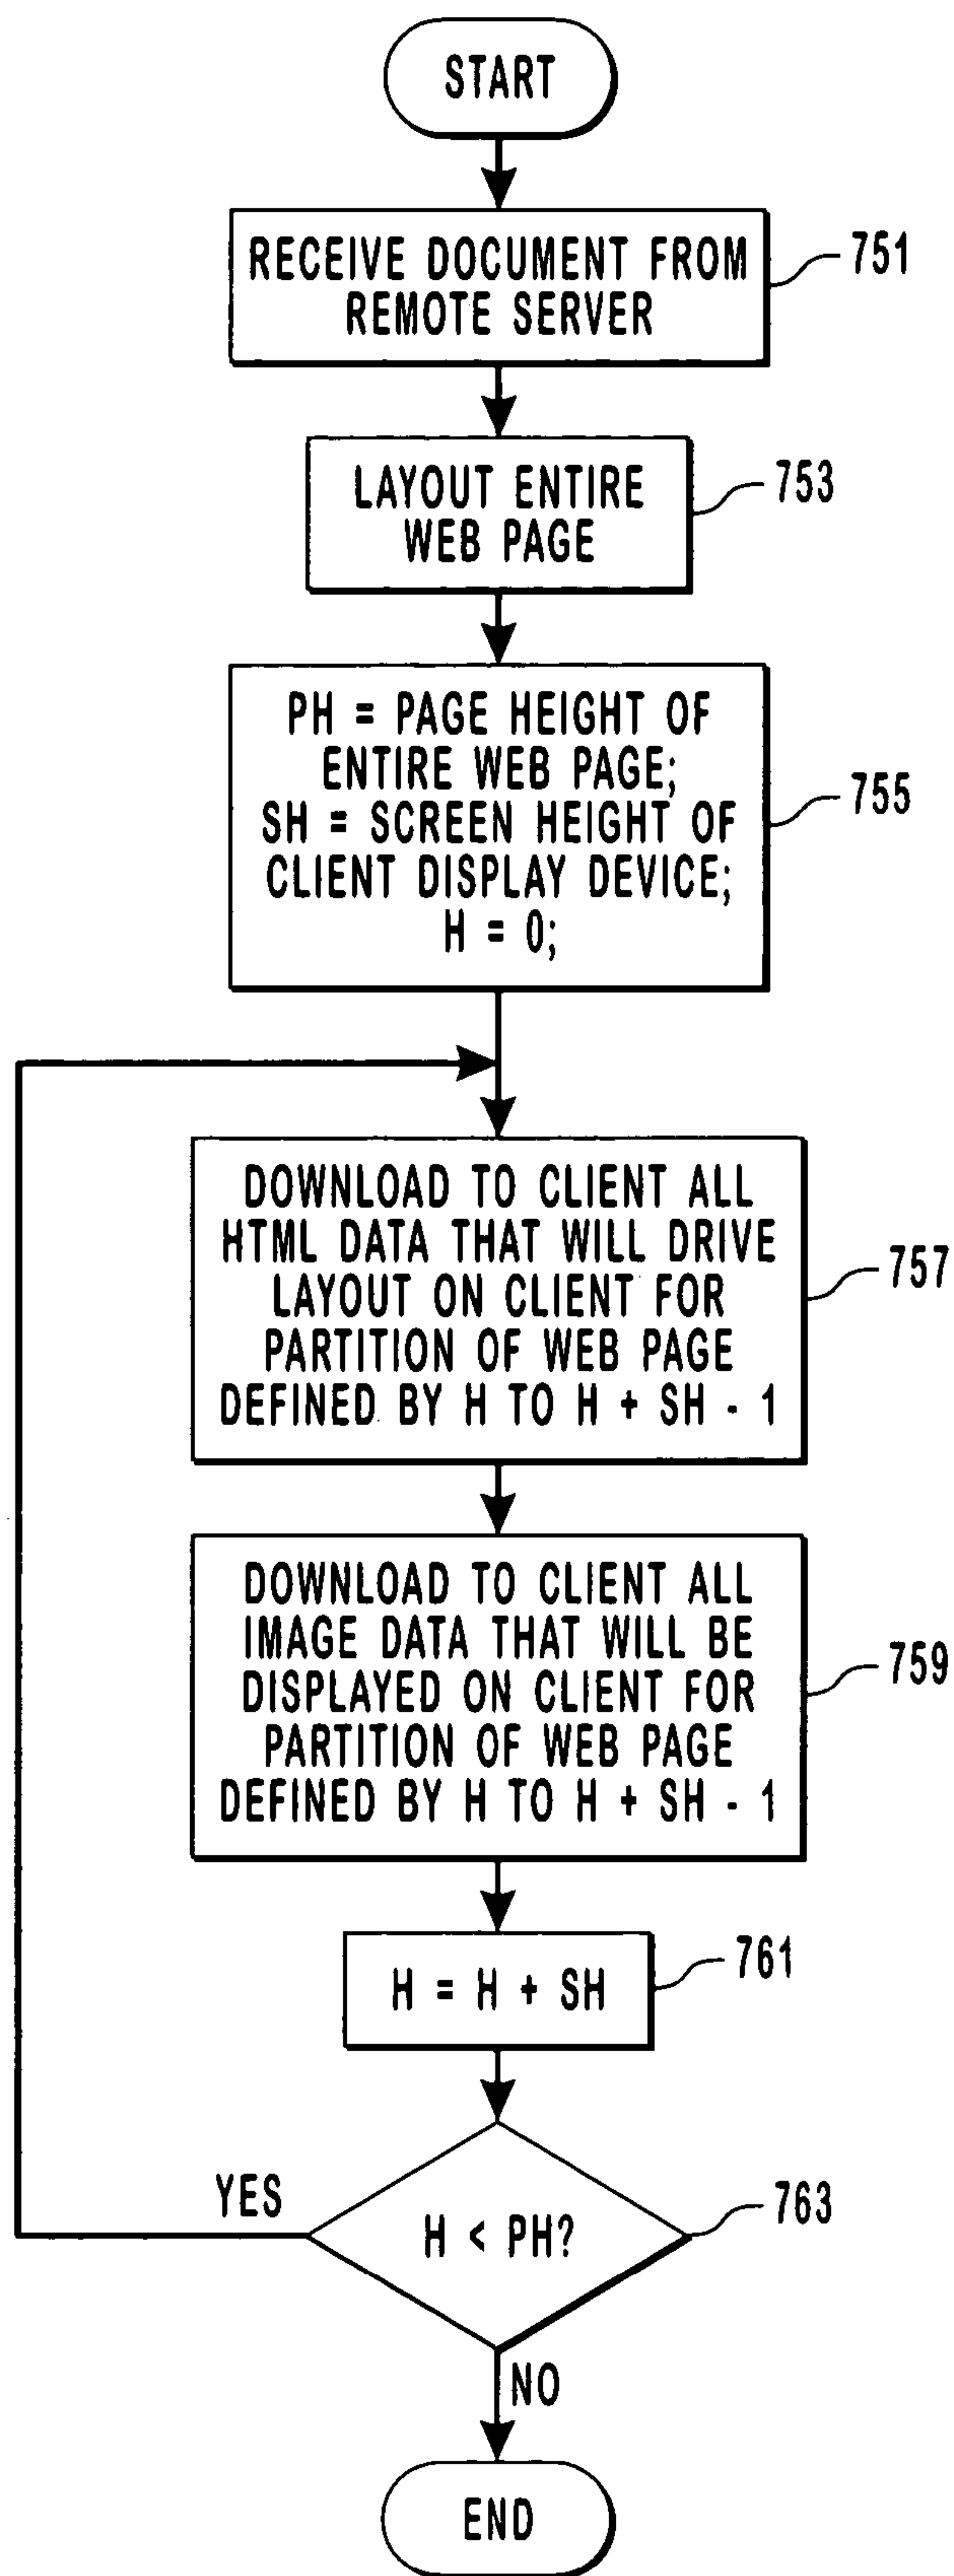 START
RECEIVE DOCUMENT FROM
REMOTE SERVER
751
LAYOUT ENTIRE
WEB PAGE
753
PH = PAGE HEIGHT OF
ENTIRE WEB PAGE;
SH = SCREEN HEIGHT OF
CLIENT DISPLAY DEVICE;
H = 0;
755
DOWNLOAD TO CLIENT ALL
HTML DATA THAT WILL DRIVE
LAYOUT ON CLIENT FOR
PARTITION OF WEB PAGE
DEFINED BY H TO H + SH - 1
757
DOWNLOAD TO CLIENT ALL
IMAGE DATA THAT WILL BE
DISPLAYED ON CLIENT FOR
PARTITION OF WEB PAGE
DEFINED BY H TO H + SH - 1
759
H = H + SH
761
YES
H < PH?
763
NO
END